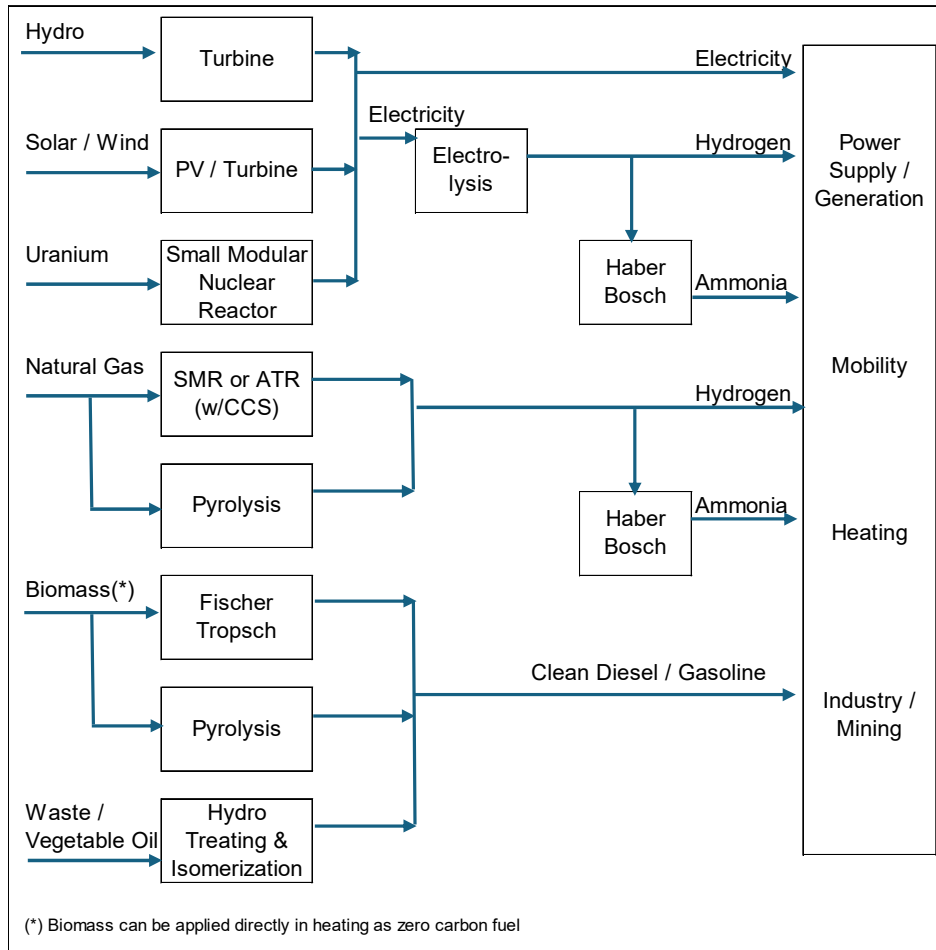 Hydro
Turbine
Electricity
Electricity
Solar / Wind
PV / Turbine
Electro-
lysis
Hydrogen
Power
Supply /
Generation
Uranium
Small Modular
Nuclear
Reactor
Haber
Bosch
Ammonia
Natural Gas
SMR or ATR
(w/CCS)
Hydrogen
Mobility
Pyrolysis
Haber
Bosch
Ammonia
Heating
Biomass(*)
Fischer
Tropsch
Clean Diesel / Gasoline
Pyrolysis
Industry /
Mining
Waste /
Vegetable Oil
Hydro
Treating &
Isomerization
(*) Biomass can be applied directly in heating as zero carbon fuel